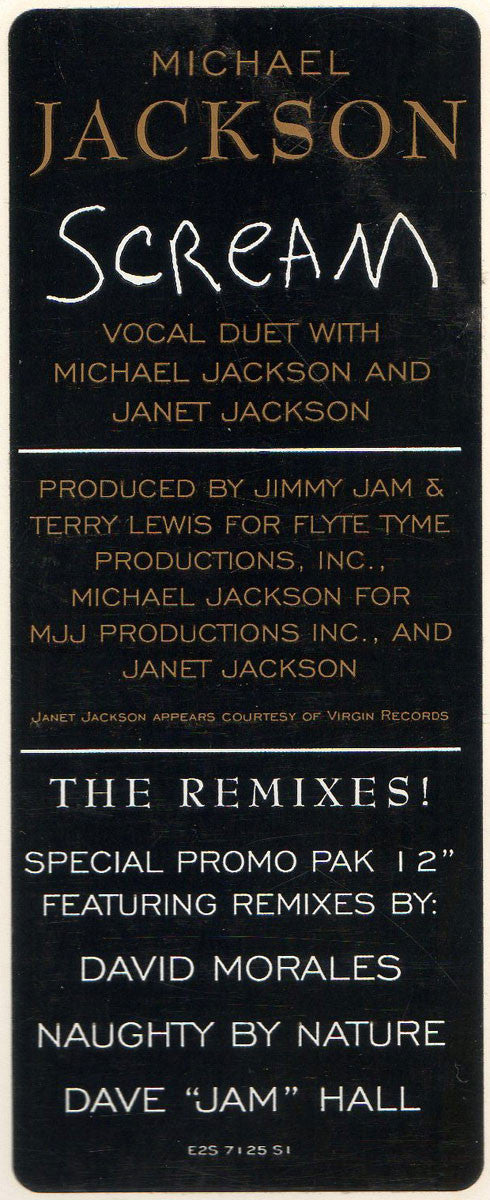 MICHAEL
JACKSON
SCREAM
VOCAL DUET WITH
MICHAEL JACKSON AND
JANET JACKSON
PRODUCED BY JIMMY JAM &
TERRY LEWIS FOR FLYTE TYME
PRODUCTIONS, INC.,
MICHAEL JACKSON FOR
MJJ PRODUCTIONS INC., AND
JANET JACKSON
JANET JACKSON APPEARS COURTESY OF VIRGIN RECORDS
THE REMIXES!
SPECIAL PROMO PAK 12”
FEATURING REMIXES BY:
DAVID MORALES
NAUGHTY BY NATURE
DAVE “JAM” HALL
E2S 7125 S1